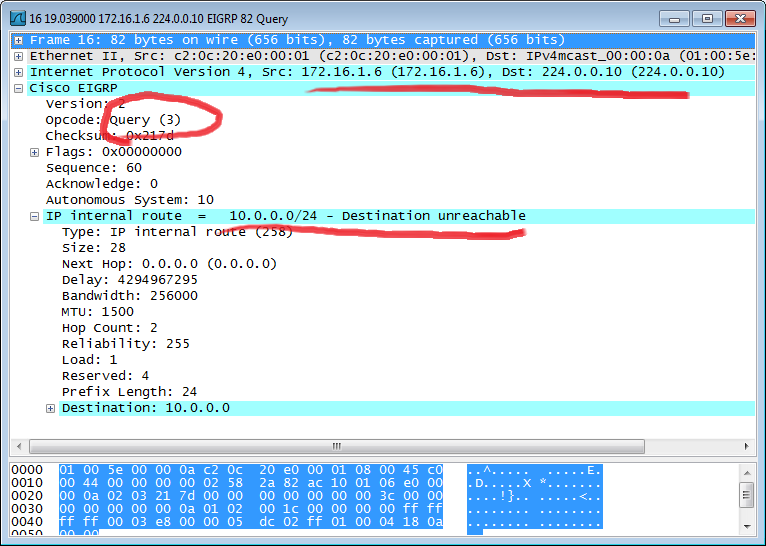 16 19.039000 172.16.1.6 224.0.0.10 EIGRP 82 Query
Frame 16: 82 bytes on wire (656 bits), 82 bytes captured (656 bits)
Ethernet II, Src: c2:0c:20:e0:00:01 (c2:0c:20:e0:00:01), Dst: IPv4mcast_00:00:0a (01:00:5e:
Internet Protocol Version 4, Src: 172.16.1.6 (172.16.1.6), Dst: 224.0.0.10 (224.0.0.10)
Cisco EIGRP
Version: 2
Opcode: Query (3)
Checksum: 0x217d
Flags: 0x00000000
Sequence: 60
Acknowledge: 0
Autonomous System: 10
IP internal route = 10.0.0.0/24 - Destination unreachable
Type: IP internal route (258)
Size: 28
Next Hop: 0.0.0.0 (0.0.0.0)
Delay: 4294967295
Bandwidth: 256000
MTU: 1500
Hop Count: 2
Reliability: 255
Load: 1
Reserved: 4
Prefix Length: 24
Destination: 10.0.0.0
0000 01 00 5e 00 00 0a c2 0c 20 e0 00 01 08 00 45 c0 ..^..... .....E.
0010 00 44 00 00 00 00 02 58 2a 82 ac 10 01 06 e0 00 .D.....X *.......
0020 00 0a 02 03 21 7d 00 00 00 00 00 00 00 3c 00 00 ....!}.. .....<..
0030 00 00 00 00 00 0a 01 02 00 1c 00 00 00 00 ff ff ........ ........
0040 ff ff 00 03 e8 00 00 05 dc 02 ff 01 00 04 18 0a ........ ........
0050 00 00